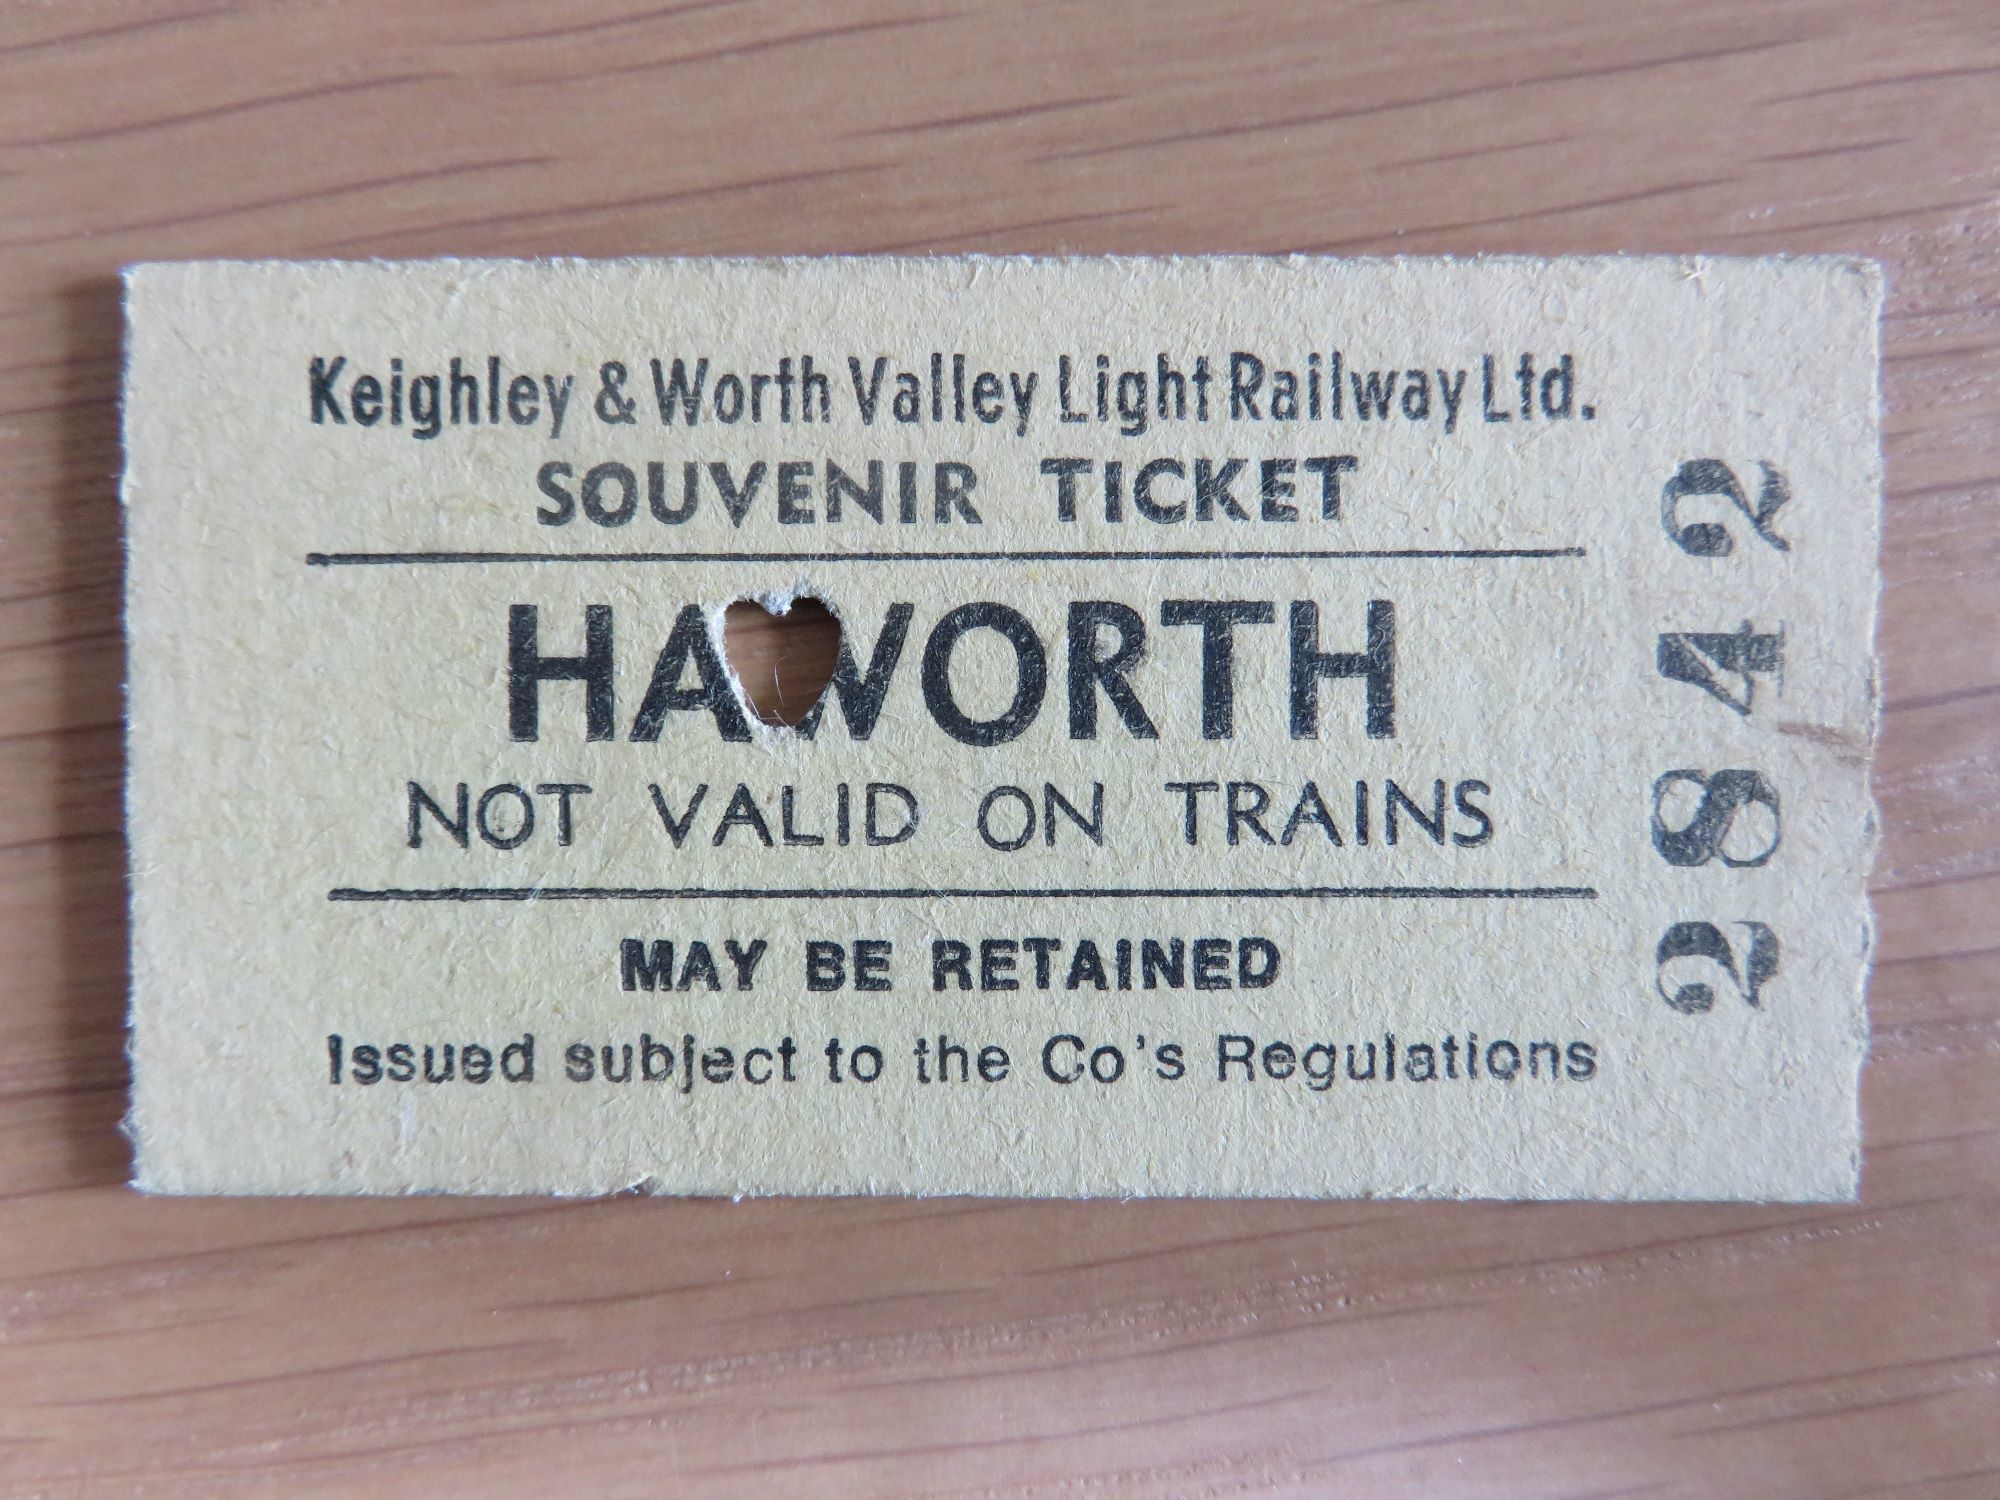 Keighley & Worth Valley Light Railway Ltd.
SOUVENIR TICKET
HAWORTH
NOT VALID ON TRAINS
MAY BE RETAINED
Issued subject to the Co's Regulations
2842